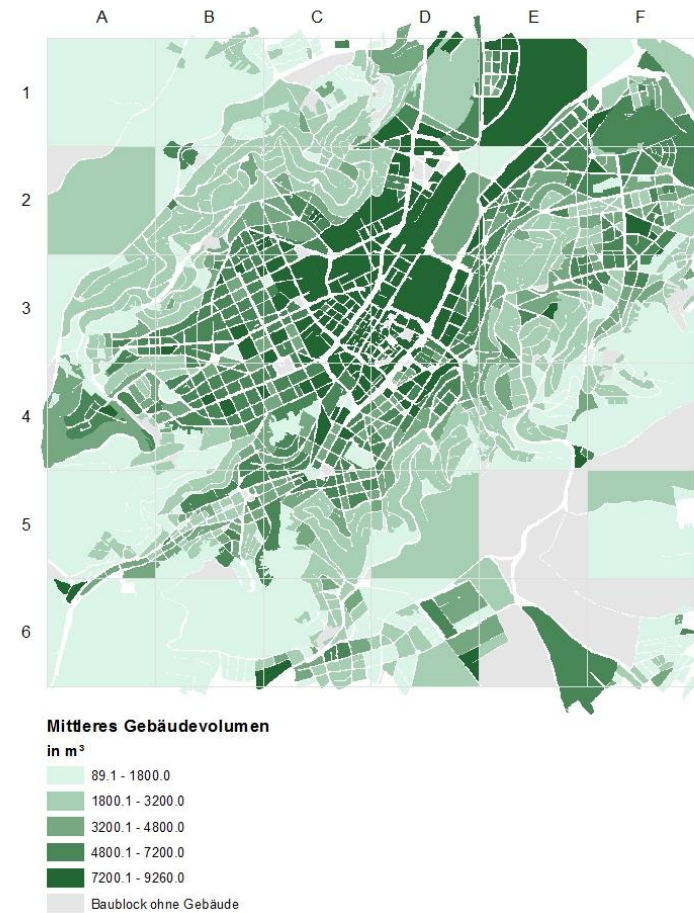 A B C D E F
1
2
3
4
5
6
Mittleres Gebäudevolumen
in m³
89.1 - 1800.0
1800.1 - 3200.0
3200.1 - 4800.0
4800.1 - 7200.0
7200.1 - 9260.0
Baublock ohne Gebäude